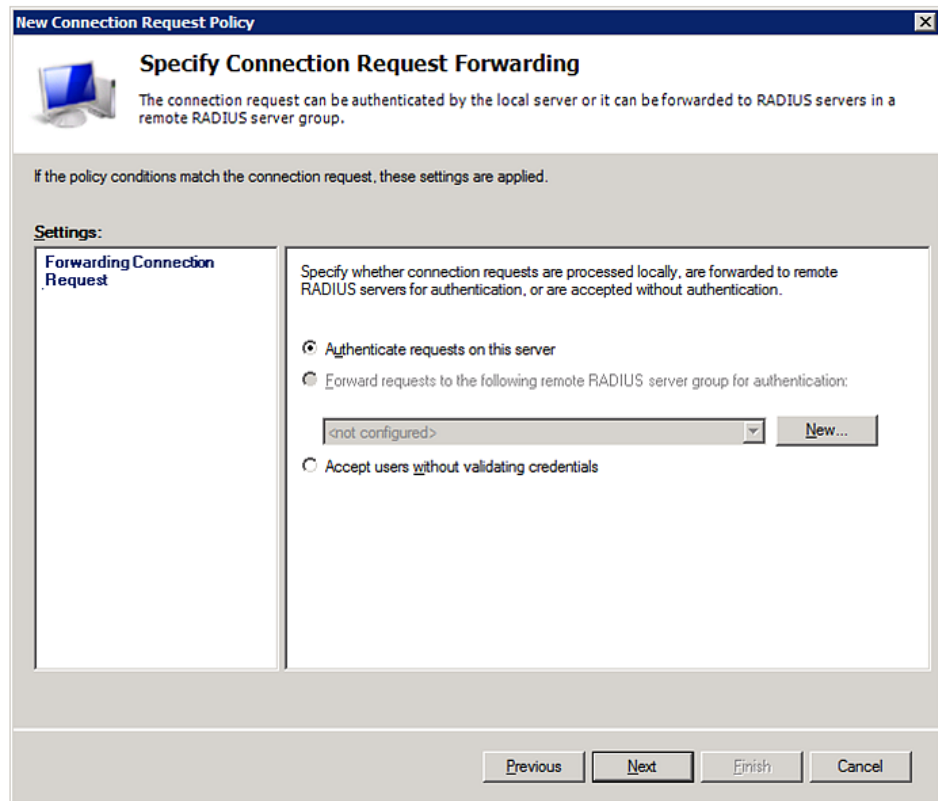 New Connection Request Policy
Specify Connection Request Forwarding
The connection request can be authenticated by the local server or it can be forwarded to RADIUS servers in a
remote RADIUS server group.
If the policy conditions match the connection request, these settings are applied.
Settings:
Forwarding Connection
Request
Specify whether connection requests are processed locally, are forwarded to remote
RADIUS servers for authentication, or are accepted without authentication.
Authenticate requests on this server
Forward requests to the following remote RADIUS server group for authentication:
<not configured>
New...
Accept users without validating credentials
Previous
Next
Finish
Cancel